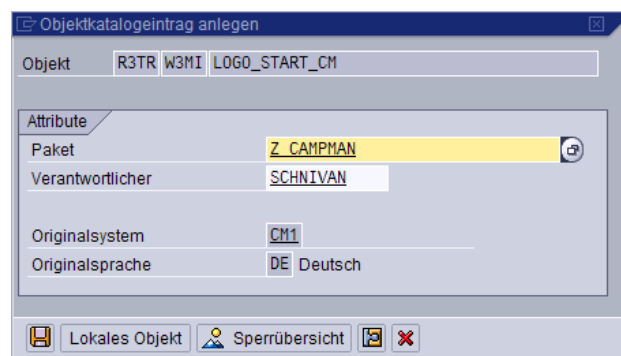 Objektkatalogeintrag anlegen
Objekt R3TR W3MI LOGO_START_CM
Attribute
Paket Z_CAMPMAN
Verantwortlicher SCHNIVAN
Originalsystem CM1
Originalsprache DE Deutsch
Lokales Objekt Sperrübersicht